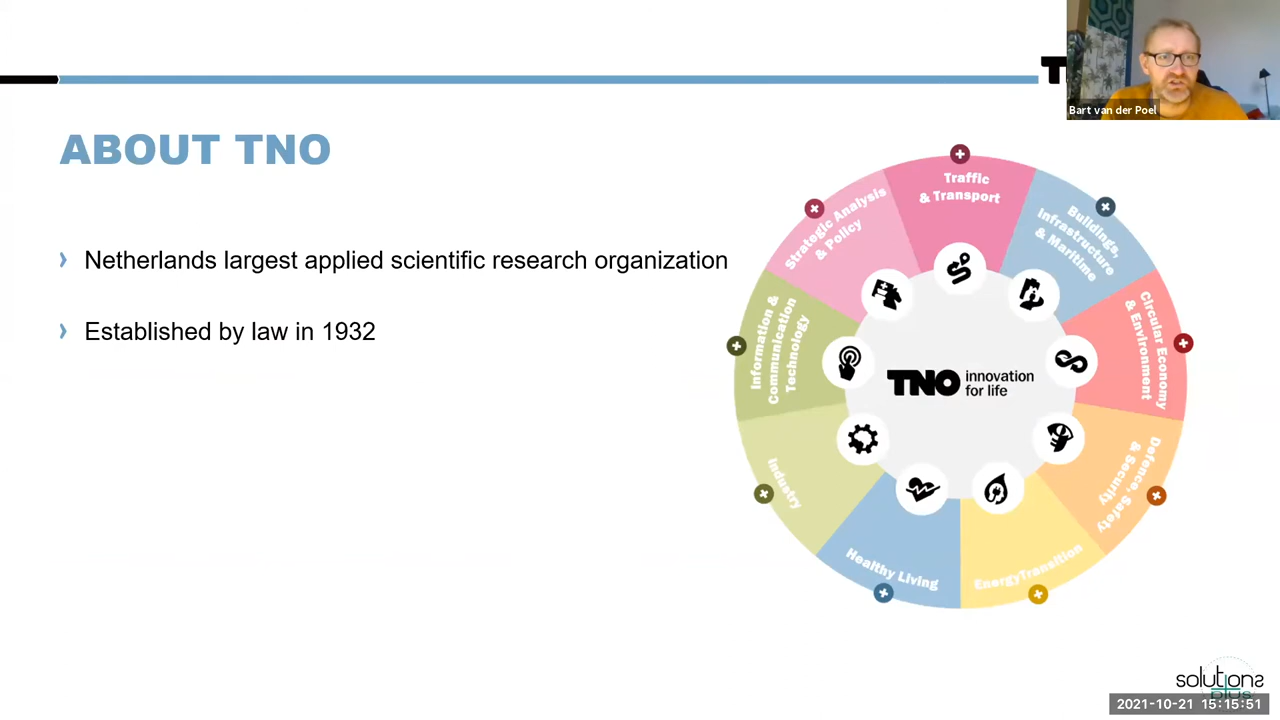 Bart van der Poel
ABOUT TNO
Netherlands largest applied scientific research organization
Established by law in 1932
Traffic
& Transport
Buildings,
Infrastructure
& Maritime
Circular Economy
& Environment
Defence, Safety
& Security
EnergyTransition
Healthy Living
Industry
Information &
Communication
Technology
Strategic Analysis
& Policy
TNO innovation
for life
solutions
plus
2021-10-21 15:15:51